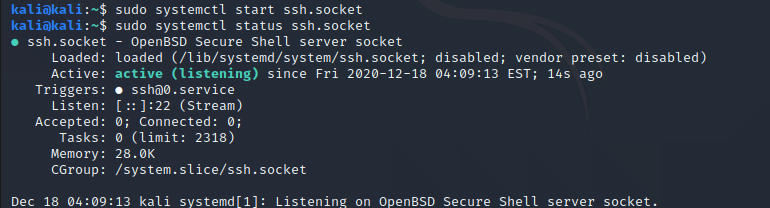 kali@kali:~$ sudo systemctl start ssh.socket
kali@kali:~$ sudo systemctl status ssh.socket
● ssh.socket - OpenBSD Secure Shell server socket
Loaded: loaded (/lib/systemd/system/ssh.socket; disabled; vendor preset: disabled)
Active: active (listening) since Fri 2020-12-18 04:09:13 EST; 14s ago
Triggers: ● ssh@0.service
Listen: [::]:22 (Stream)
Accepted: 0; Connected: 0;
Tasks: 0 (limit: 2318)
Memory: 28.0K
CGroup: /system.slice/ssh.socket
Dec 18 04:09:13 kali systemd[1]: Listening on OpenBSD Secure Shell server socket.